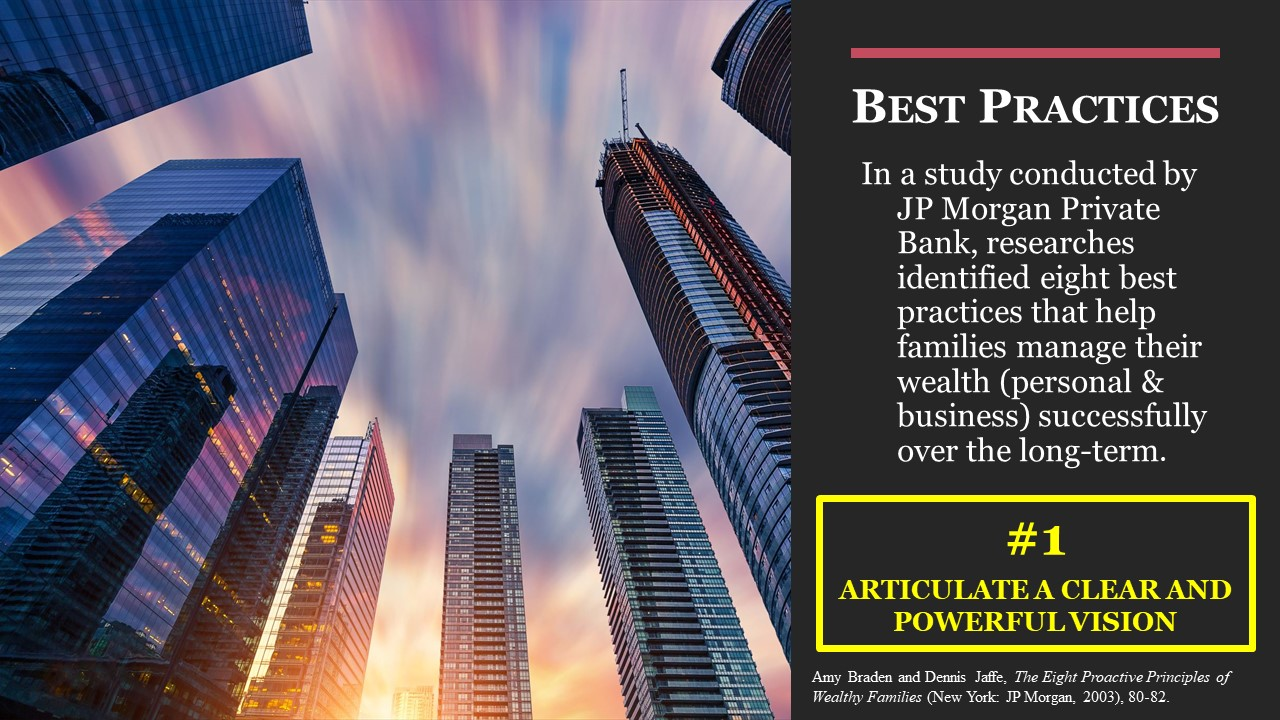 BEST PRACTICES
In a study conducted by
JP Morgan Private
Bank, researches
identified eight best
practices that help
families manage their
wealth (personal &
business) successfully
over the long-term.
#1
ARTICULATE A CLEAR AND
POWERFUL VISION
Amy Braden and Dennis Jaffe, The Eight Proactive Principles of
Wealthy Families (New York: JP Morgan, 2003), 80-82.